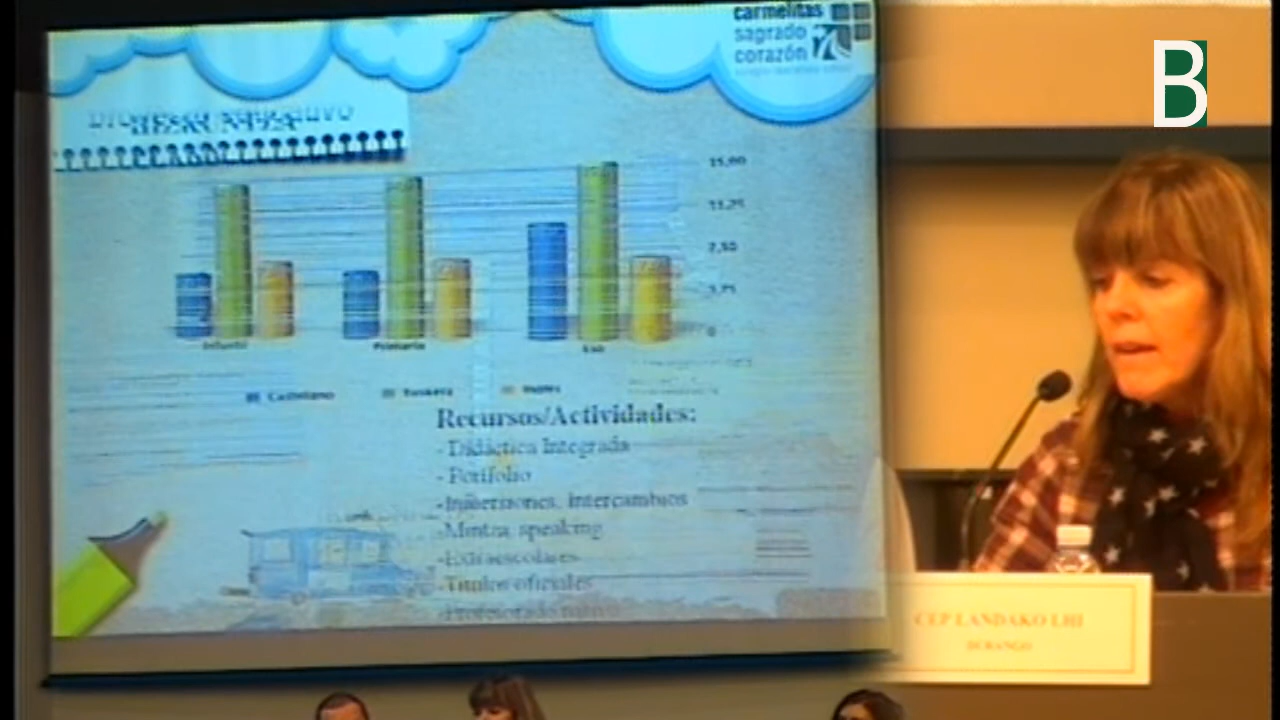 carmelitas
sagrado
corazón
B
15,00
11,25
7,50
3,75
0
Infantil
Primaria
ESO
Castellano
Euskera
Inglés
Recursos/Actividades:
- Didáctica Integrada
- Portfolio
-Inmersiones, intercambios
-Mintza, speaking
-Extraescolares
-Títulos oficiales
CEP LANDAKO LHI
DURANGO